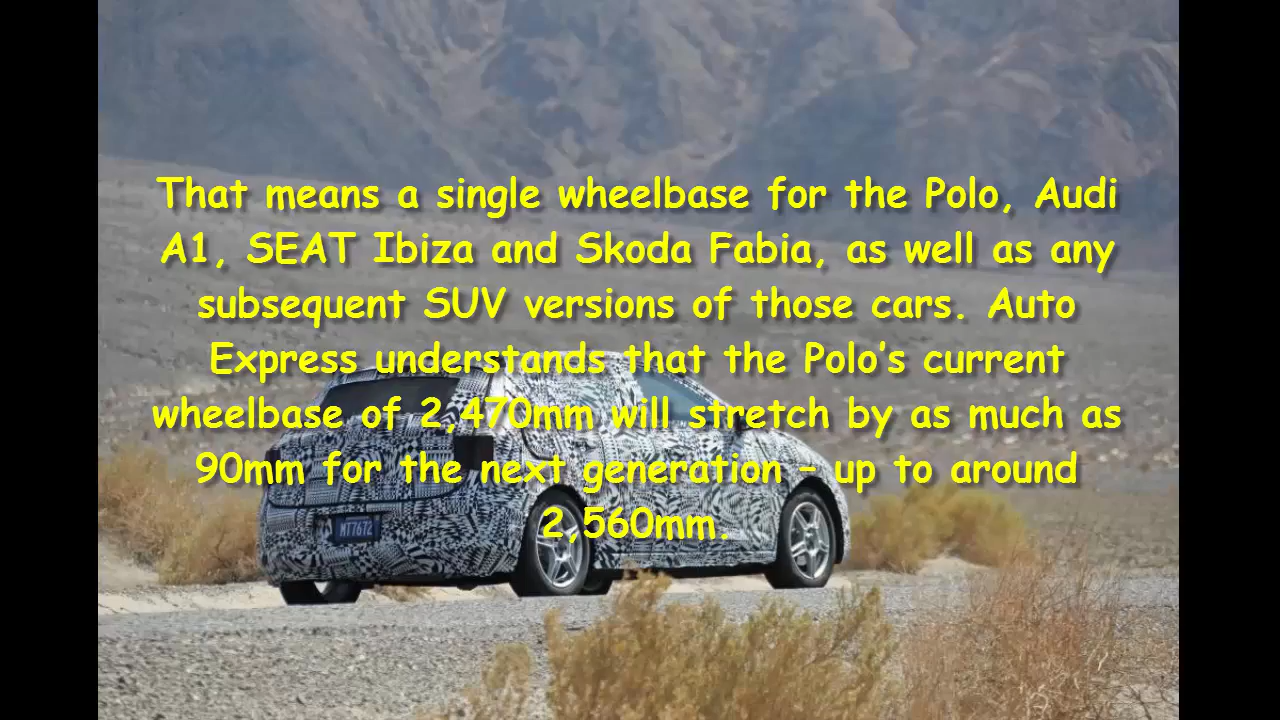 That means a single wheelbase for the Polo, Audi
A1, SEAT Ibiza and Skoda Fabia, as well as any
subsequent SUV versions of those cars. Auto
Express understands that the Polo’s current
wheelbase of 2,470mm will stretch by as much as
90mm for the next generation – up to around
2,560mm.
MT7672